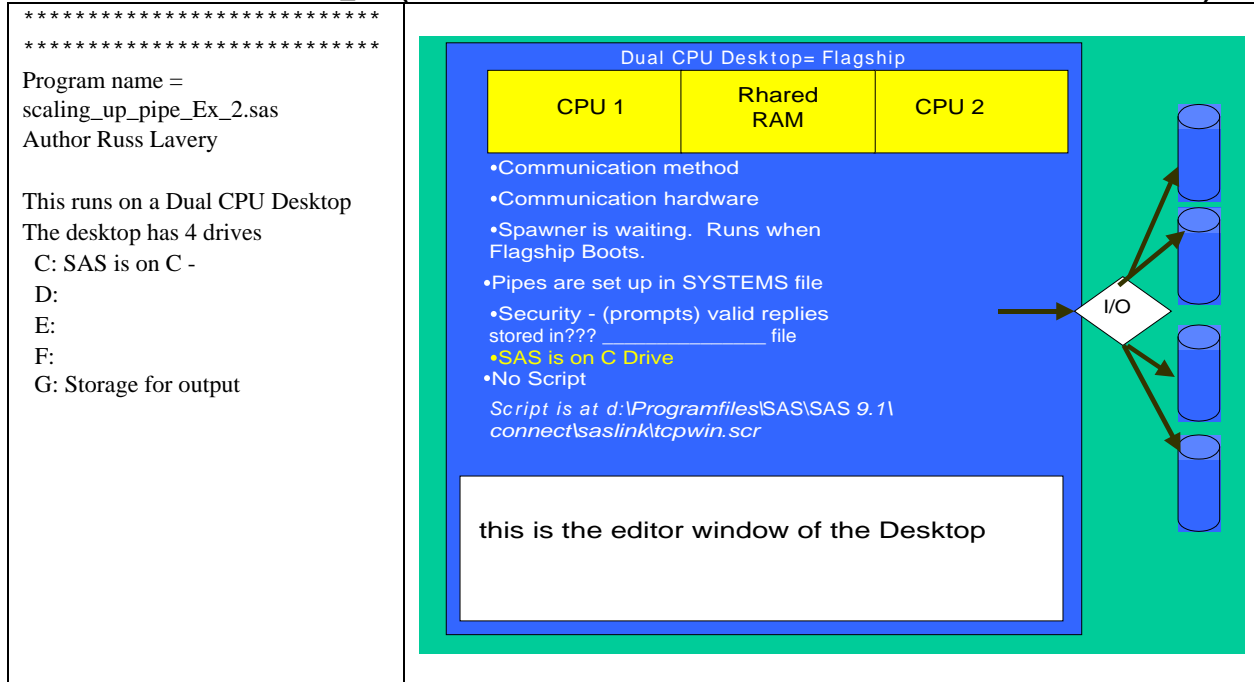 ****************************
****************************
Program name =
scaling_up_pipe_Ex_2.sas
Author Russ Lavery
This runs on a Dual CPU Desktop
The desktop has 4 drives
C: SAS is on C -
D:
E:
F:
G: Storage for output
Dual CPU Desktop= Flagship
CPU 1
Rhared
RAM
CPU 2
•Communication method
•Communication hardware
•Spawner is waiting. Runs when
Flagship Boots.
•Pipes are set up in SYSTEMS file
•Security - (prompts) valid replies
stored in??? ________________ file
•SAS is on C Drive
•No Script
Script is at d:\Programfiles\SAS\SAS 9.1\
connect\saslink\tcpwin.scr
I/O
this is the editor window of the Desktop